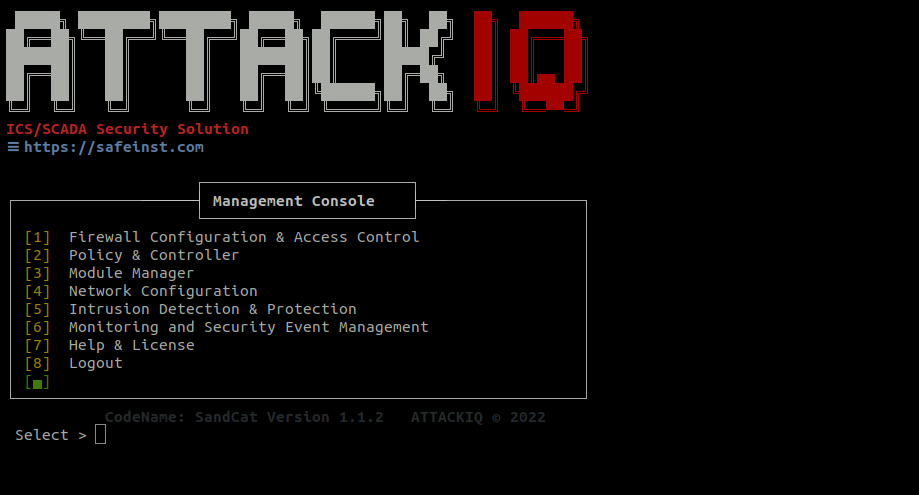 ATTACK IQ
ICS/SCADA Security Solution
≡ https://safeinst.com
Management Console
[1] Firewall Configuration & Access Control
[2] Policy & Controller
[3] Module Manager
[4] Network Configuration
[5] Intrusion Detection & Protection
[6] Monitoring and Security Event Management
[7] Help & License
[8] Logout
[■]
CodeName: SandCat Version 1.1.2 ATTACKIQ © 2022
Select >